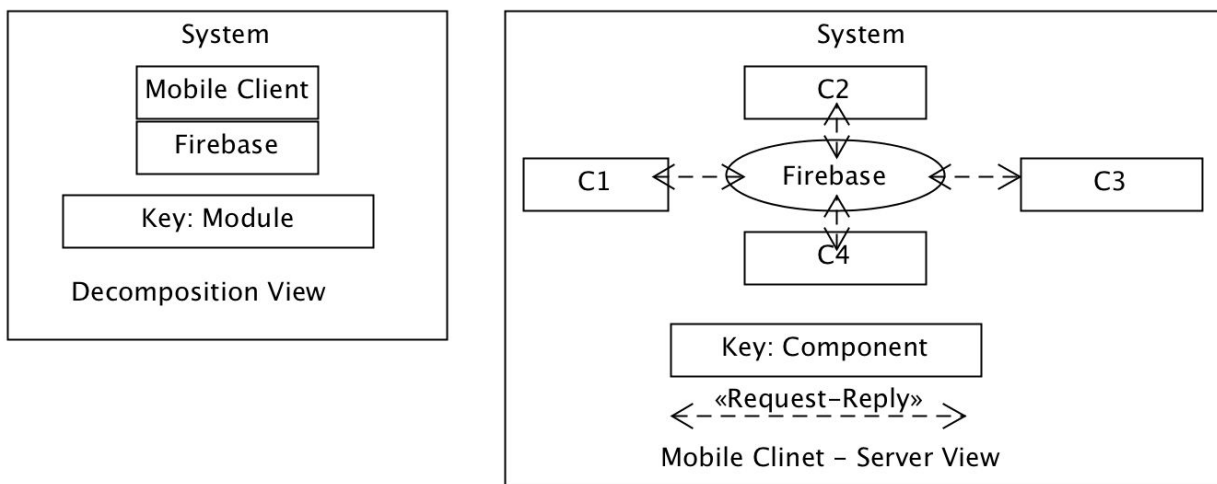 System
Mobile Client
Firebase
Key: Module
Decomposition View
System
C2
C1
Firebase
C3
C4
Key: Component
«Request-Reply»
Mobile Clinet - Server View